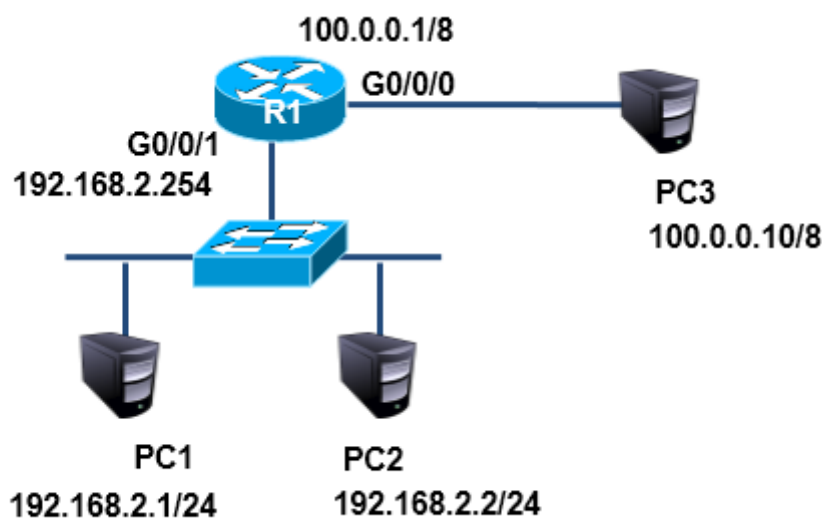 100.0.0.1/8
G0/0/0
R1
G0/0/1
192.168.2.254
PC3
100.0.0.10/8
PC1
192.168.2.1/24
PC2
192.168.2.2/24